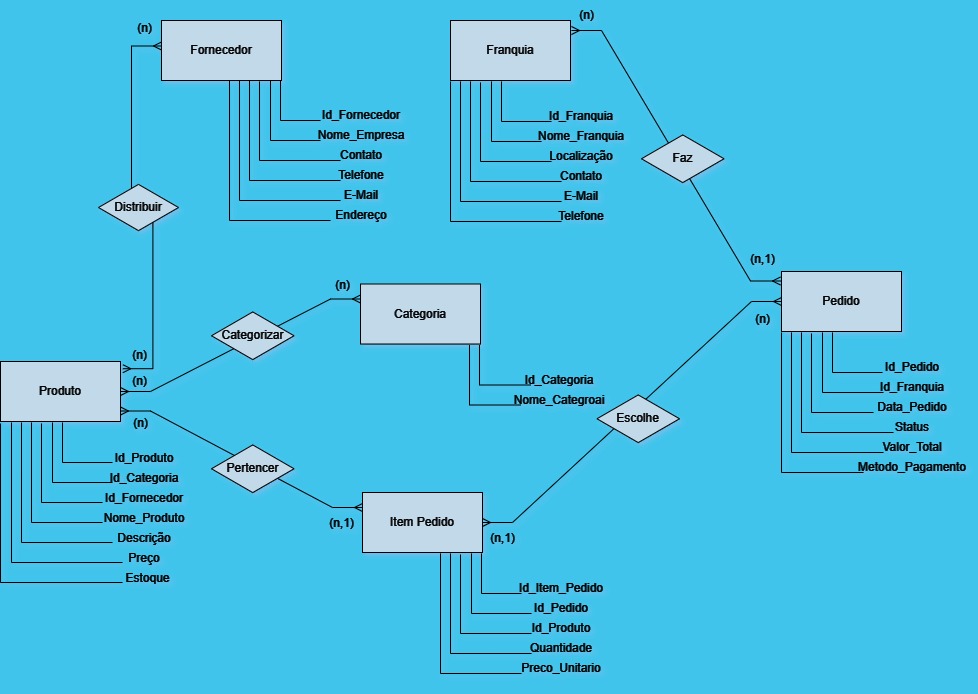 (n)
Fornecedor
Id_Fornecedor
Nome_Empresa
Contato
Telefone
E-Mail
Endereço
(n)
Franquia
Id_Franquia
Nome_Franquia
Localização
Contato
E-Mail
Telefone
Faz
Distribuir
(n,1)
Pedido
(n)
Id_Pedido
Id_Franquia
Data_Pedido
Status
Valor_Total
Metodo_Pagamento
(n)
Categoria
Id_Categoria
Nome_Categroai
Categorizar
(n)
(n)
Produto
(n)
Id_Produto
Id_Categoria
Id_Fornecedor
Nome_Produto
Descrição
Preço
Estoque
Escolhe
Pertencer
(n,1)
Item Pedido
(n,1)
Id_Item_Pedido
Id_Pedido
Id_Produto
Quantidade
Preco_Unitario